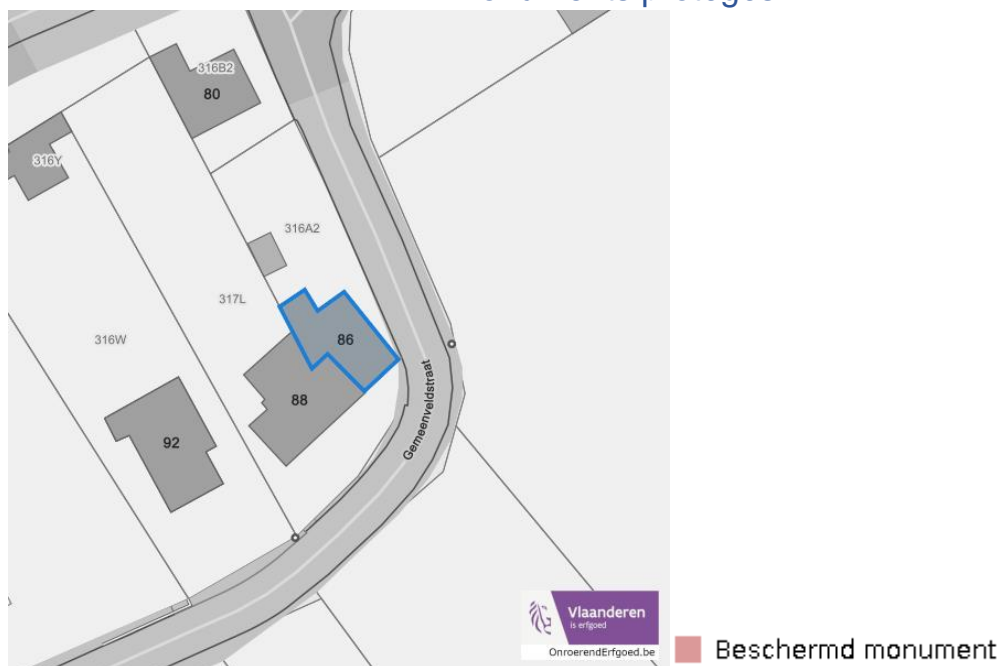 316B2
80
316Y
316A2
317L
316W
86
88
92
Gemeenveldstraat
Vlaanderen
is erfgoed
OnroerendErfgoed.be
Beschermd monument